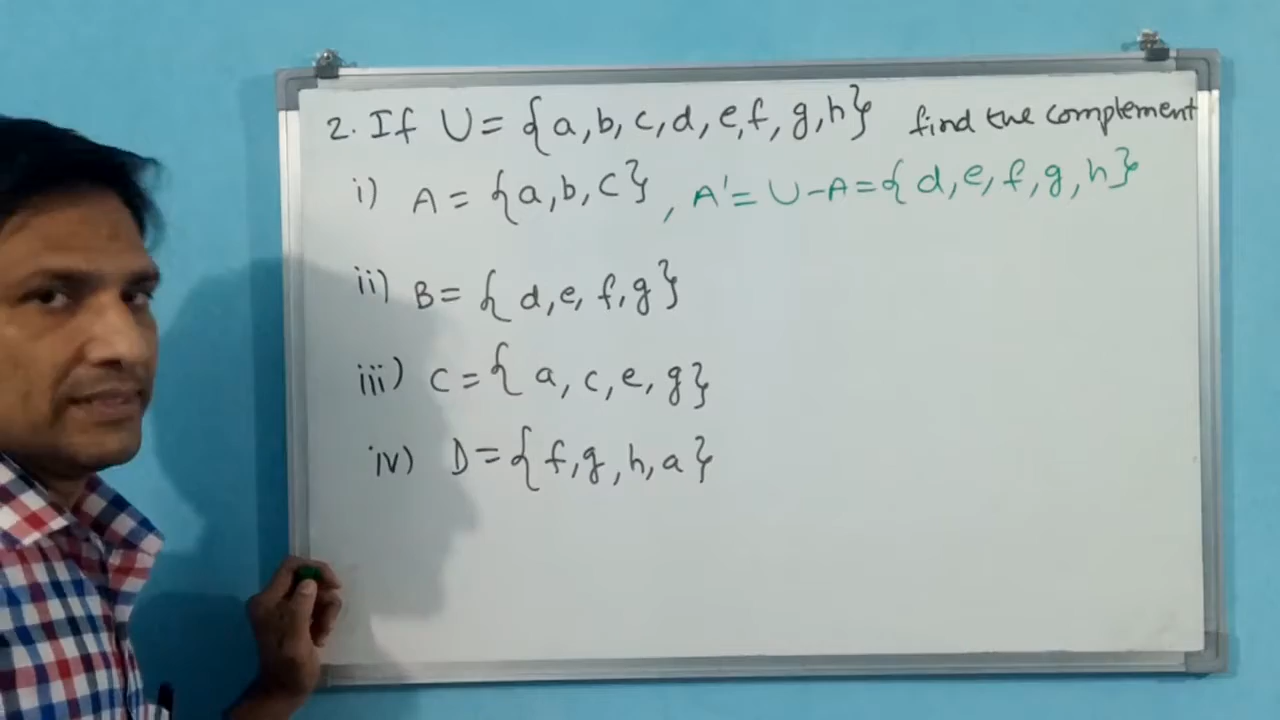 2. If U = {a, b, c, d, e, f, g, h} find the complement
i) A = {a, b, c}, A' = U - A = {d, e, f, g, h}
ii) B = {d, e, f, g}
iii) C = {a, c, e, g}
iv) D = {f, g, h, a}